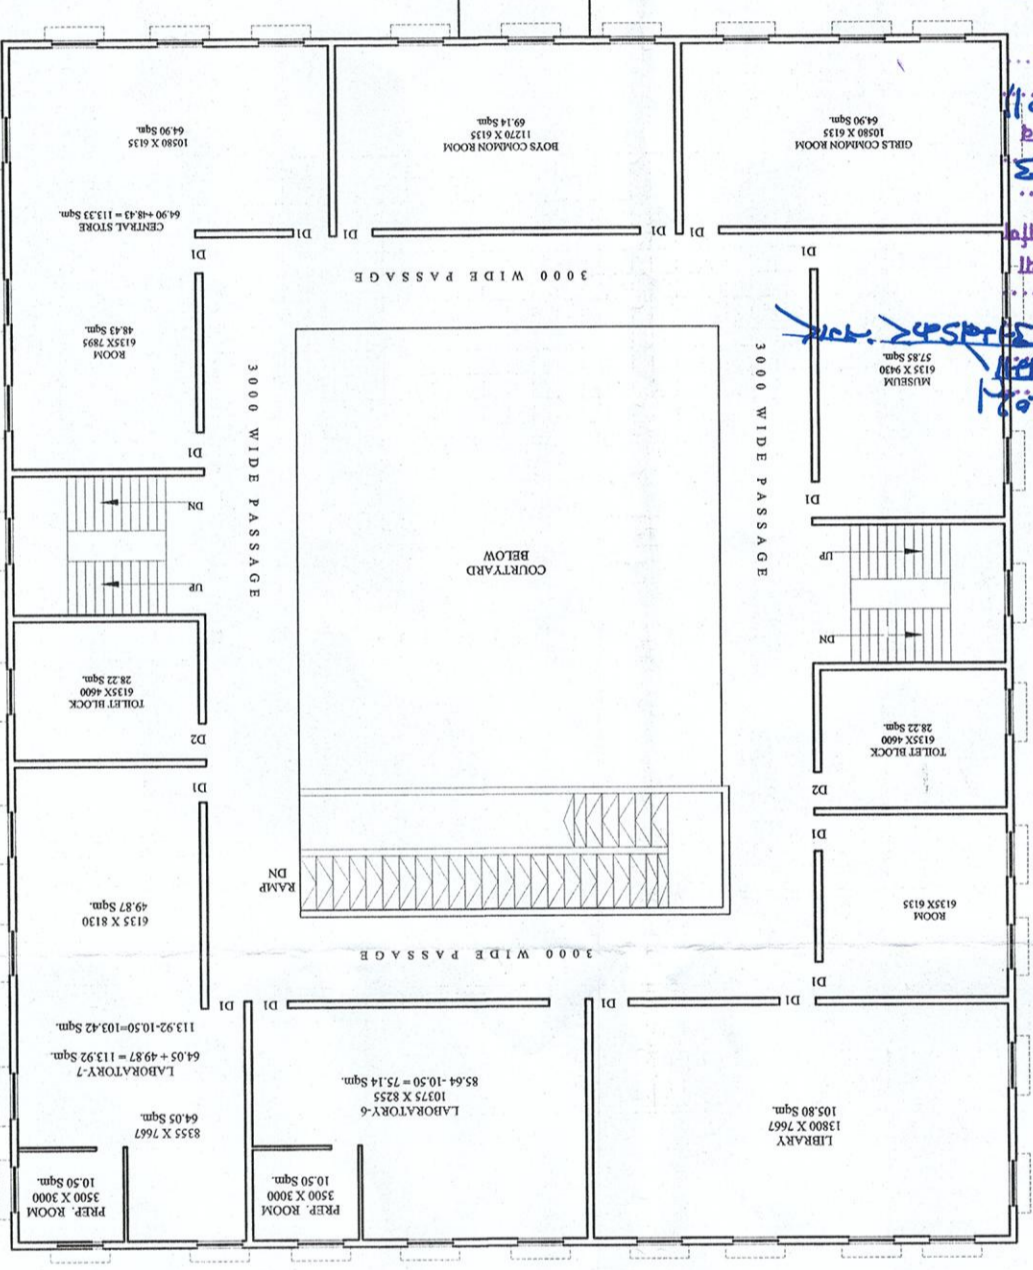 PREP. ROOM
3500 X 3000
10.50 Sqm.
PREP. ROOM
3500 X 3000
10.50 Sqm.
LIBRARY
13800 X 7667
105.80 Sqm.
LABORATORY-6
10375 X 8255
85.64 -10.50 = 75.14 Sqm.
8355 X 7667
64.05 Sqm.
LABORATORY-7
64.05 + 49.87 = 113.92 Sqm.
113.92-10.50=103.42 Sqm.
D1
D1
D1
D1
D1
D1
3000 WIDE PASSAGE
ROOM
6135X 6135
RAMP
DN
6135 X 8130
49.87 Sqm.
D1
D1
D2
D2
TOILET BLOCK
6135X 4600
28.22 Sqm.
TOILET BLOCK
6135X 4600
28.22 Sqm.
DN
UP
UP
DN
COURTYARD
BELOW
3000 WIDE PASSAGE
3000 WIDE PASSAGE
D1
D1
MUSEUM
6135 X 9430
57.85 Sqm.
ROOM
6135X 7895
48.43 Sqm.
3000 WIDE PASSAGE
D1
D1
D1
D1
D1
D1
CENTRAL STORE
64.90 +48.43 = 113.33 Sqm.
GIRLS COMMON ROOM
10580 X 6135
64.90 Sqm.
BOYS COMMON ROOM
11270 X 6135
69.14 Sqm.
10580 X 6135
64.90 Sqm.